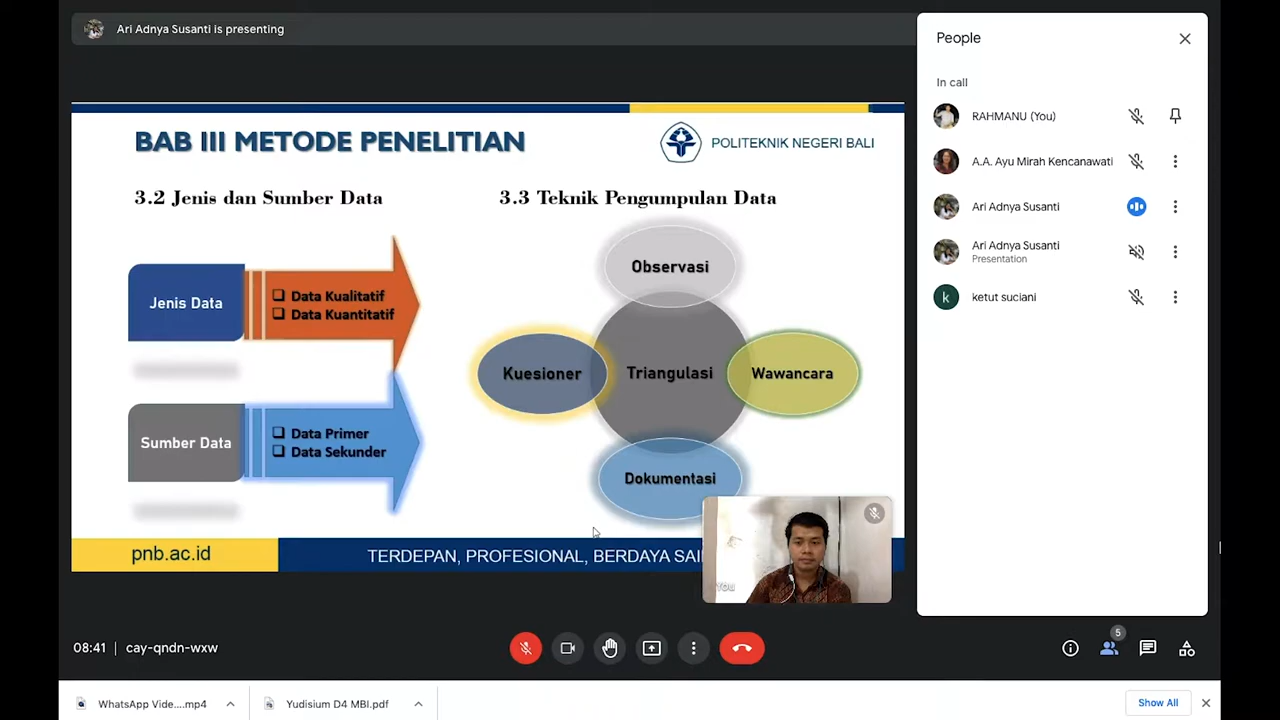 Ari Adnya Susanti is presenting
BAB III METODE PENELITIAN
POLITEKNIK NEGERI BALI
3.2 Jenis dan Sumber Data
3.3 Teknik Pengumpulan Data
Jenis Data
Data Kualitatif
Data Kuantitatif
Sumber Data
Data Primer
Data Sekunder
Observasi
Kuesioner
Triangulasi
Wawancara
Dokumentasi
pnb.ac.id
TERDEPAN, PROFESIONAL, BERDAYA SAI
You
People
In call
RAHMANU (You)
A.A. Ayu Mirah Kencanawati
Ari Adnya Susanti
Ari Adnya Susanti
Presentation
k
ketut suciani
08:41 | cay-qndn-wxw
5
WhatsApp Vide....mp4
Yudisium D4 MBI.pdf
Show All